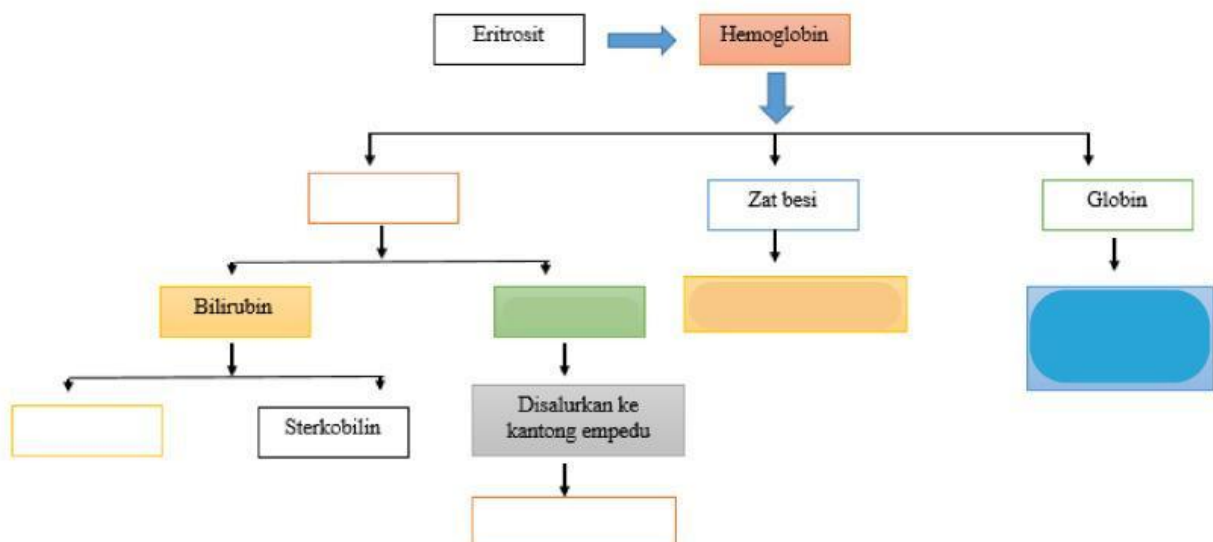 Eritrosit
Hemoglobin
Zat besi
Globin
Bilirubin
Sterkobilin
Disalurkan ke
kantong empedu